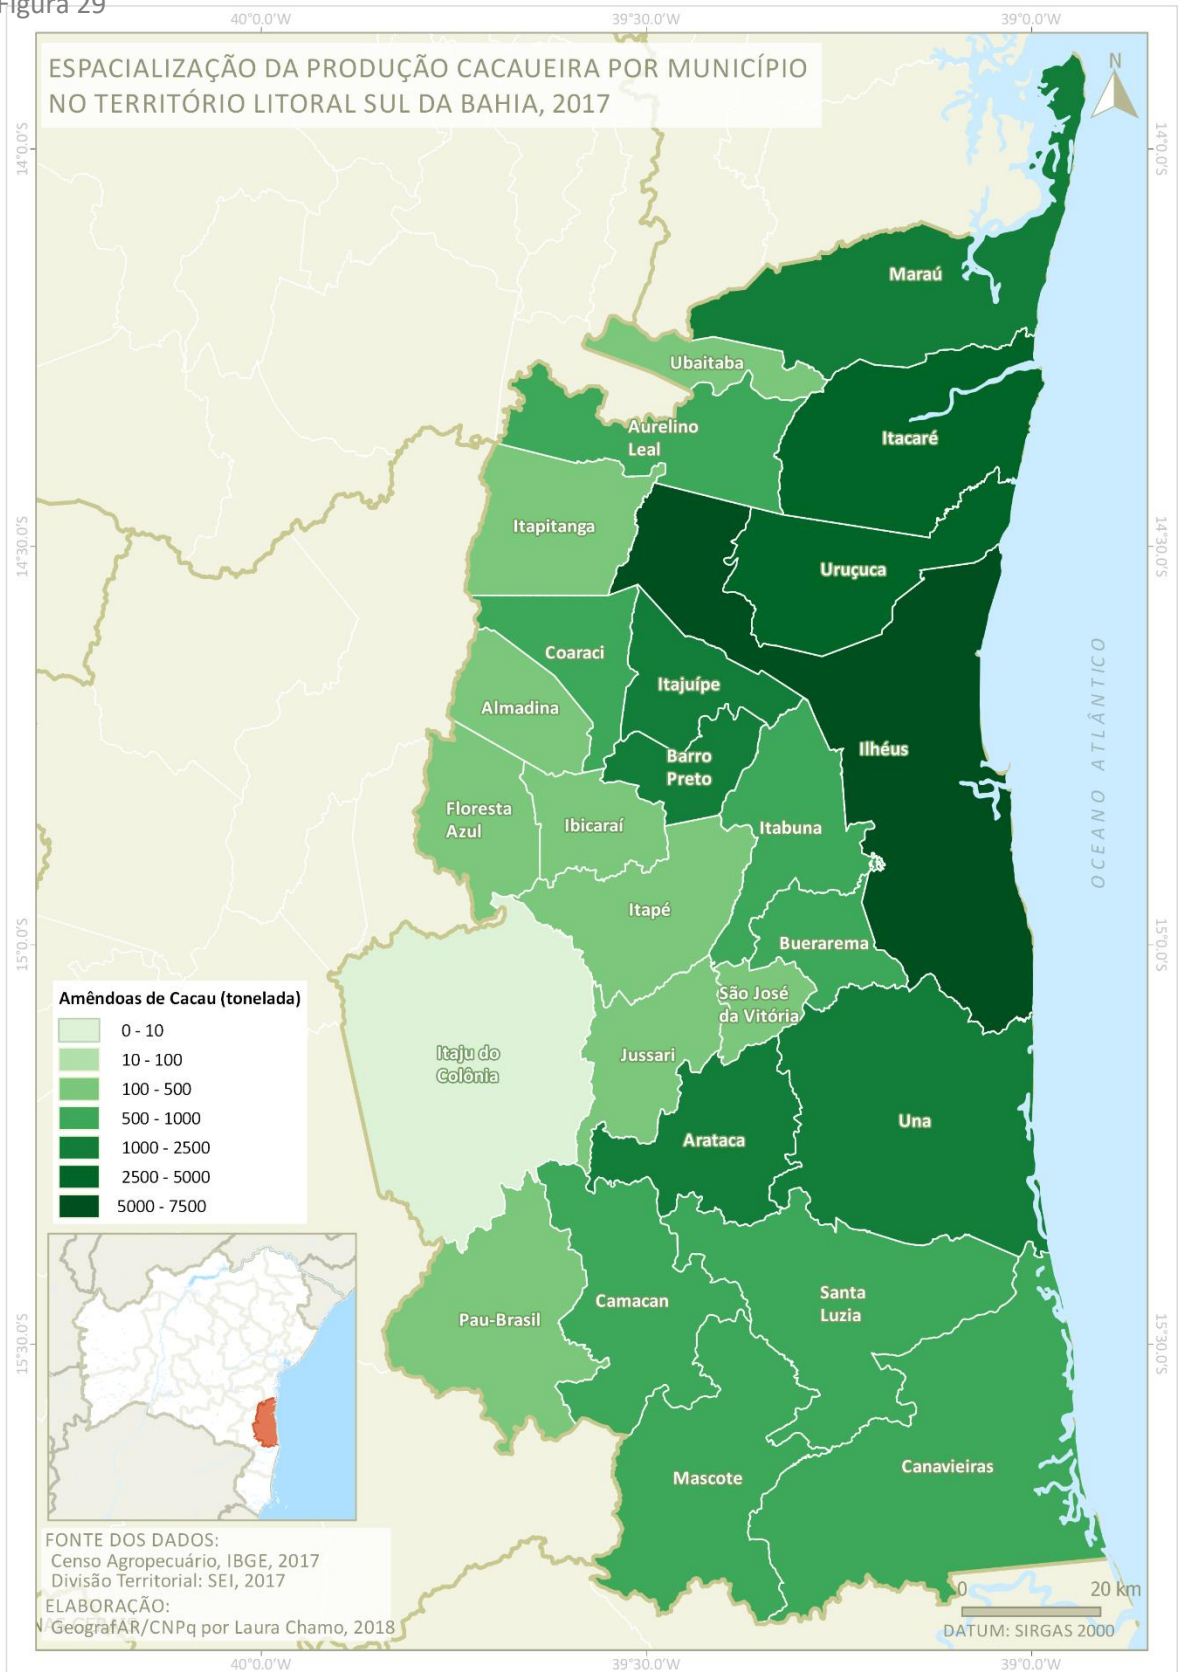 Figura 29
40°0.0'W
39°30.0'W
39°0.0'W
ESPACIALIZAÇÃO DA PRODUÇÃO CACAUEIRA POR MUNICÍPIO
NO TERRITÓRIO LITORAL SUL DA BAHIA, 2017
N
14°0.0'S
14°0.0'S
Maraú
Ubaitaba
Aurelino
Leal
Itacaré
Itapitanga
14°30.0'S
14°30.0'S
Uruçuca
Coaraci
Itajuípe
Almadina
Ilhéus
Barro
Preto
OCEANO ATLÂNTICO
Floresta
Azul
Ibicaraí
Itabuna
Itapé
Buerarema
15°0.0'S
15°0.0'S
São José
da Vitória
Itaju do
Colônia
Jussari
Arataca
Una
Amêndoas de Cacau (tonelada)
0 - 10
10 - 100
100 - 500
500 - 1000
1000 - 2500
2500 - 5000
5000 - 7500
Camacan
Santa
Luzia
Pau-Brasil
15°30.0'S
15°30.0'S
Canavieiras
Mascote
FONTE DOS DADOS:
Censo Agropecuário, IBGE, 2017
Divisão Territorial: SEI, 2017
ELABORAÇÃO:
GeografAR/CNPq por Laura Chamo, 2018
0 20 km
DATUM: SIRGAS 2000
40°0.0'W
39°30.0'W
39°0.0'W